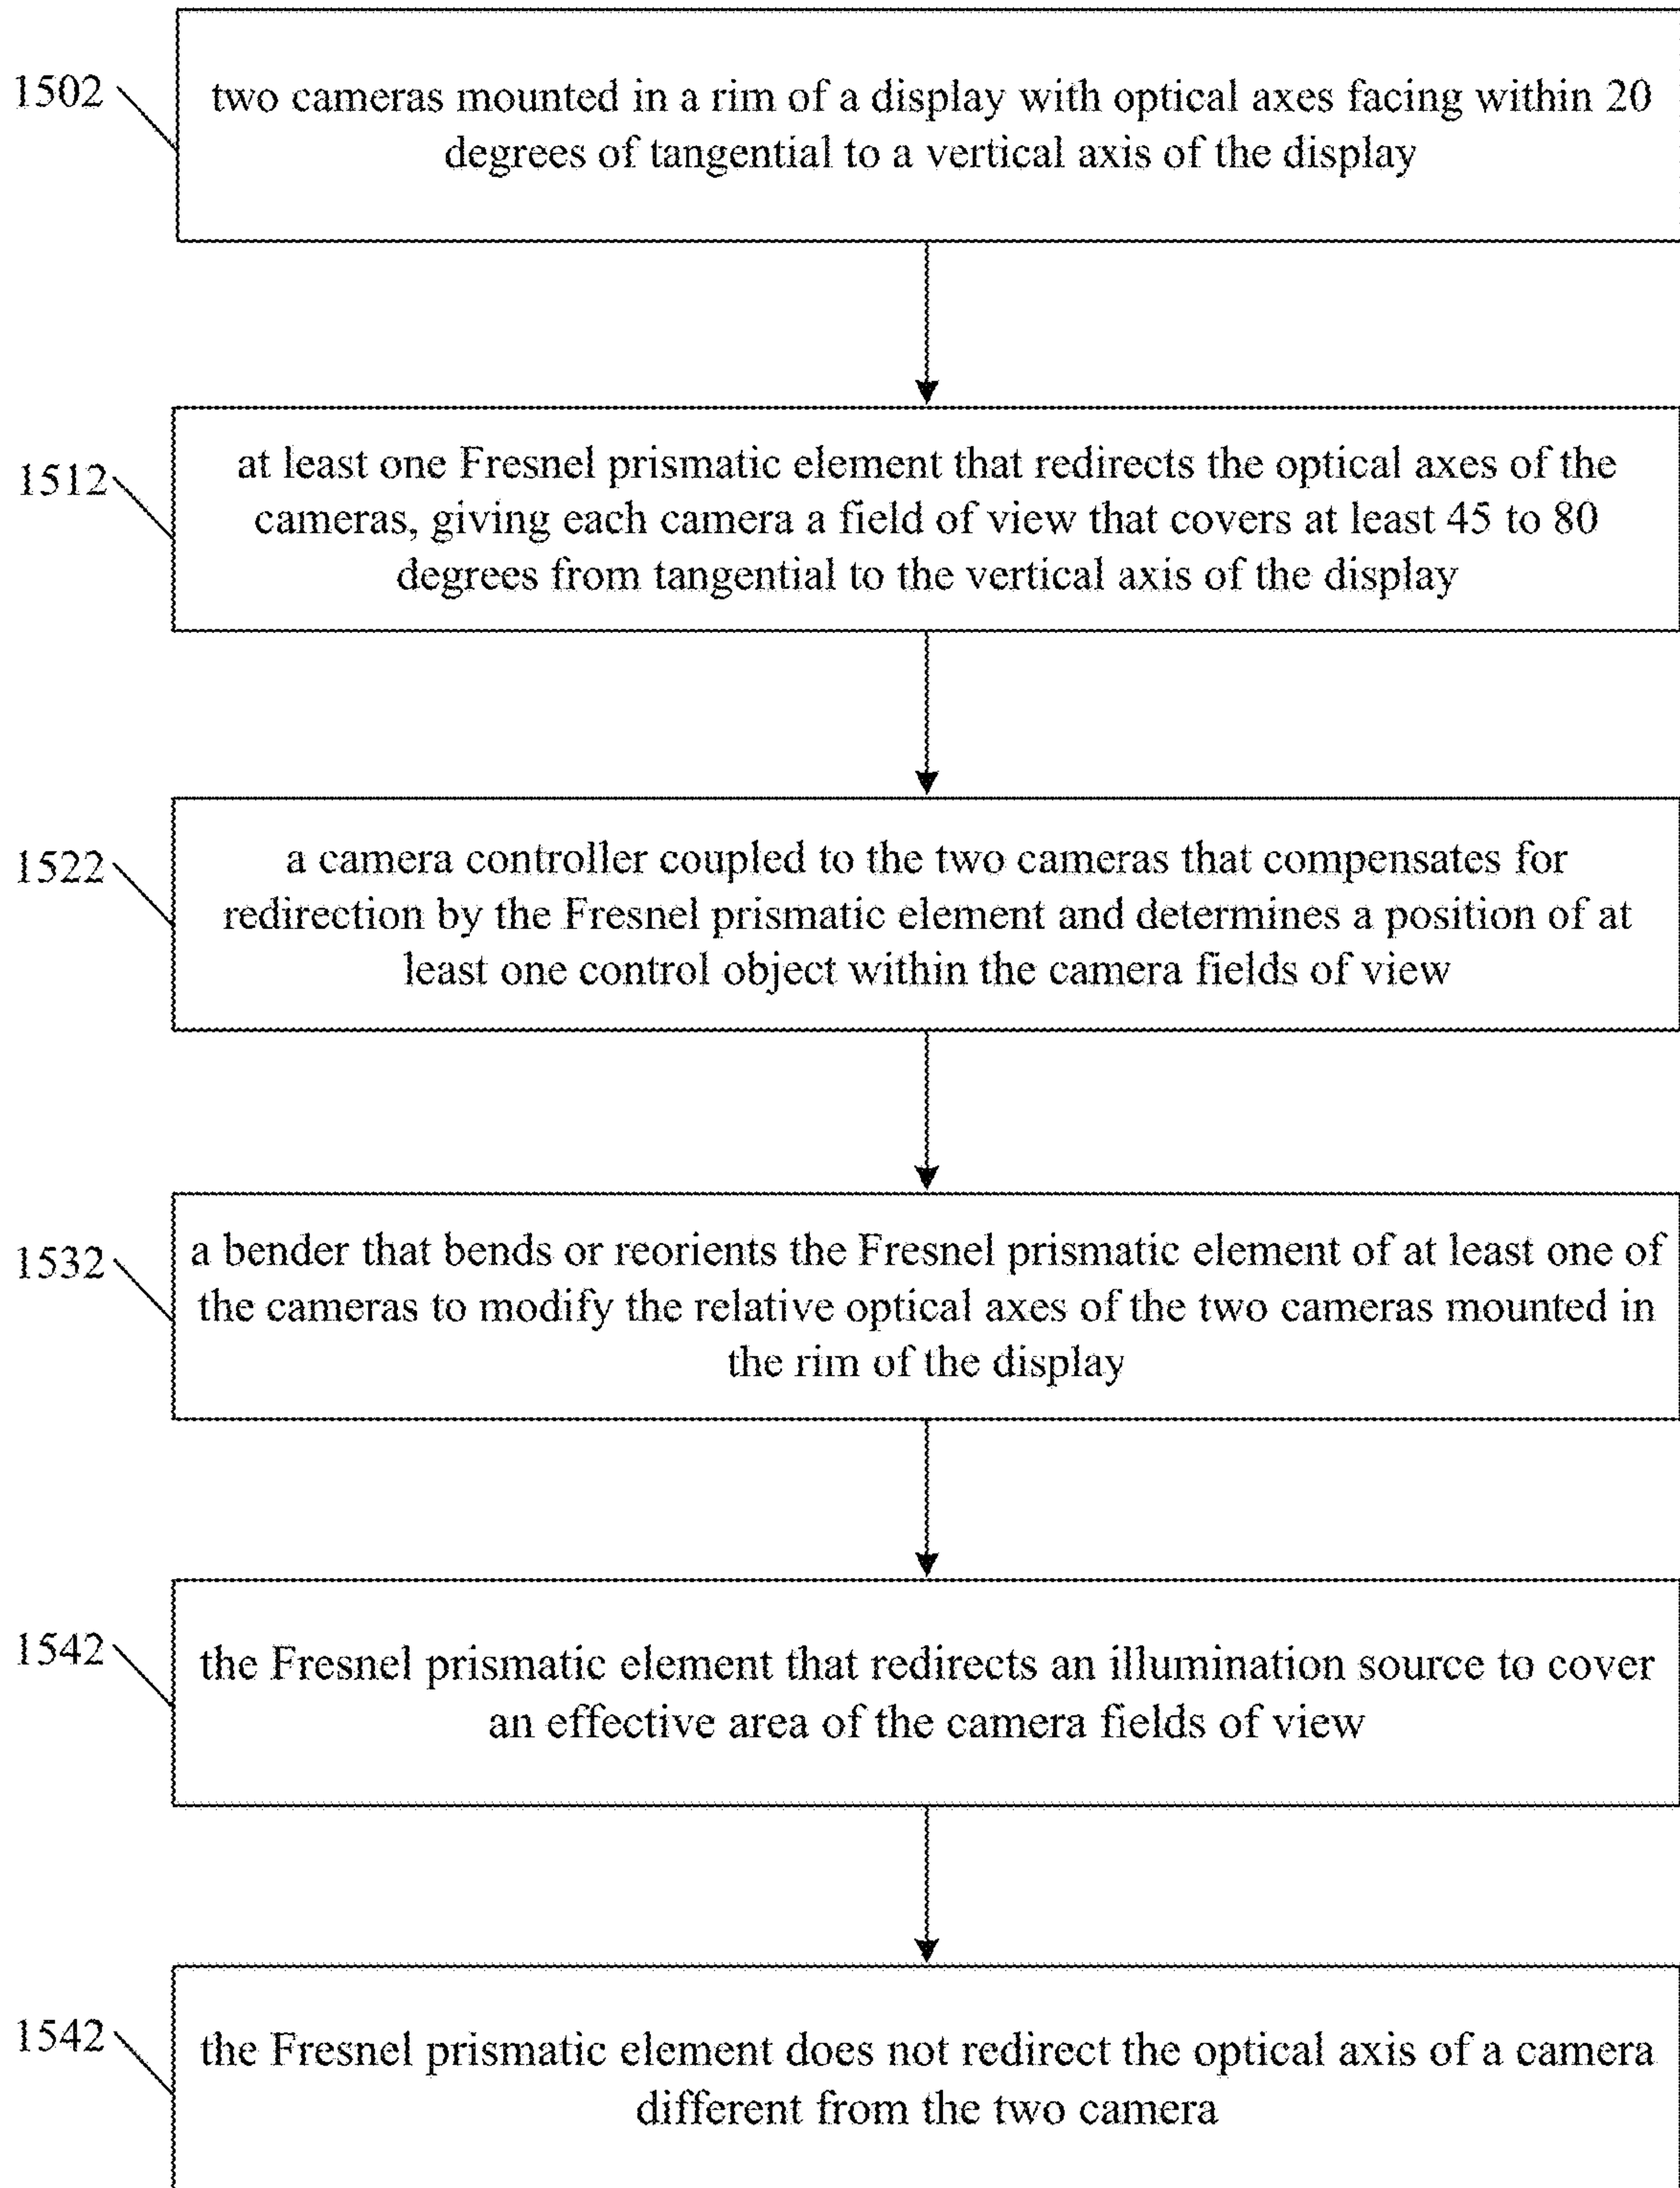 1502
two cameras mounted in a rim of a display with optical axes facing within 20
degrees of tangential to a vertical axis of the display
1512
at least one Fresnel prismatic element that redirects the optical axes of the
cameras, giving each camera a field of view that covers at least 45 to 80
degrees from tangential to the vertical axis of the display
1522
a camera controller coupled to the two cameras that compensates for
redirection by the Fresnel prismatic element and determines a position of at
least one control object within the camera fields of view
1532
a bender that bends or reorients the Fresnel prismatic element of at least one of
the cameras to modify the relative optical axes of the two cameras mounted in
the rim of the display
1542
the Fresnel prismatic element that redirects an illumination source to cover
an effective area of the camera fields of view
1542
the Fresnel prismatic element does not redirect the optical axis of a camera
different from the two camera